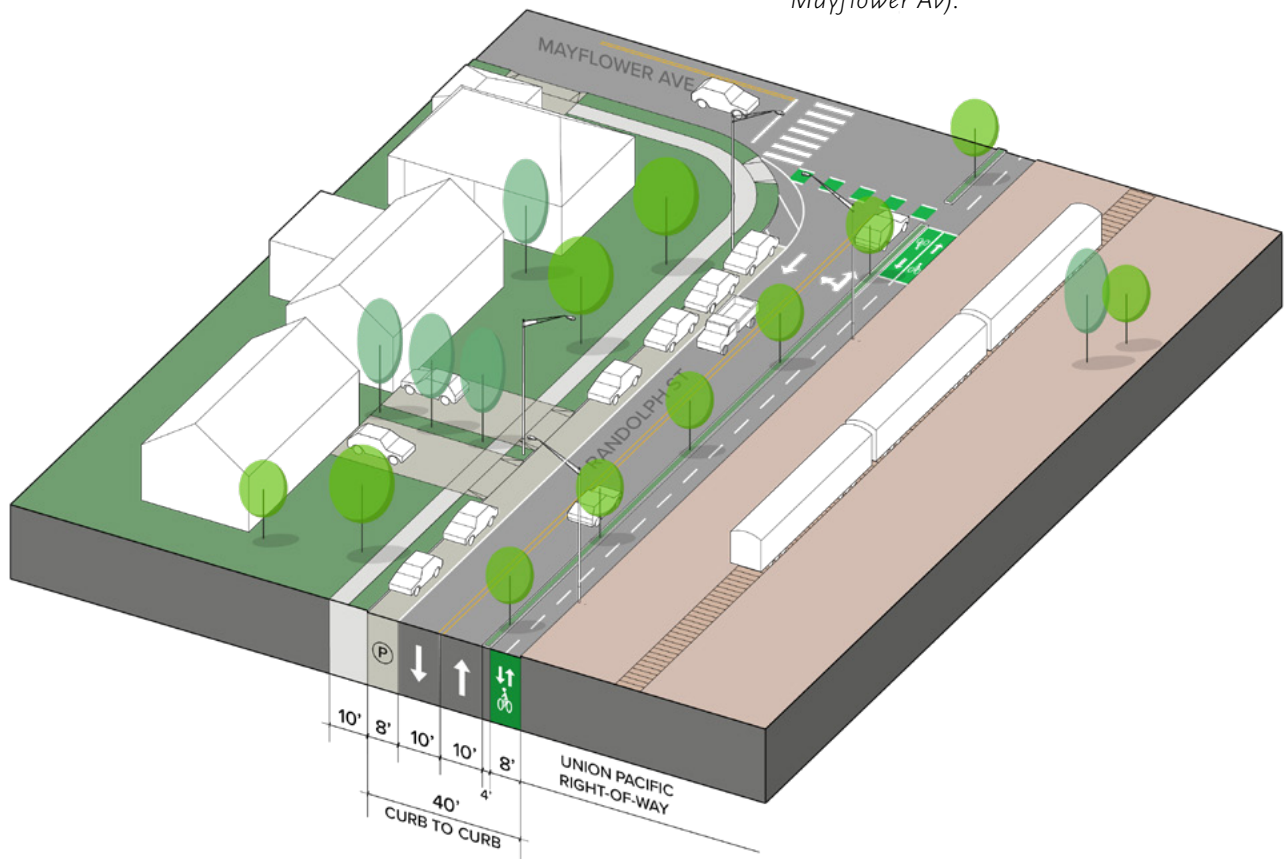 Mayflower Av).
MAYFLOWER AVE
RANDOLPH ST
P
10' 8' 10' 10' 4' 8'
UNION PACIFIC
RIGHT-OF-WAY
40'
CURB TO CURB